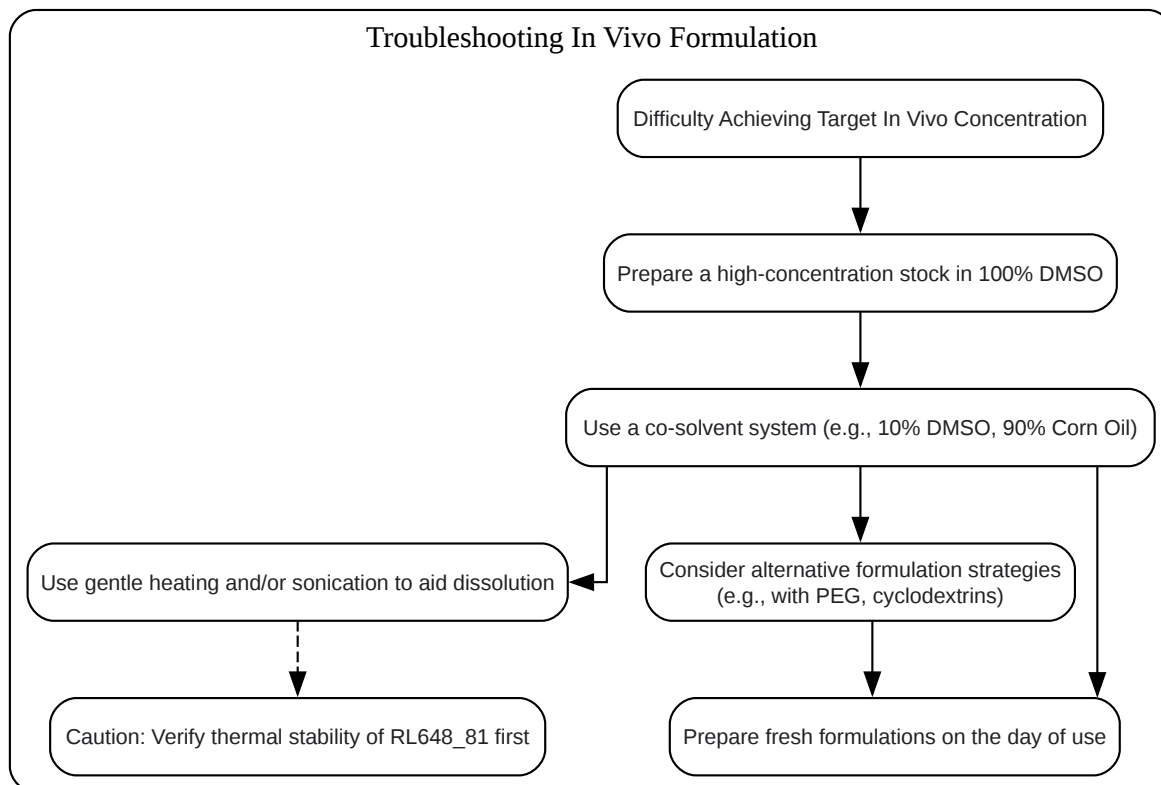 Troubleshooting In Vivo Formulation
Difficulty Achieving Target In Vivo Concentration
Prepare a high-concentration stock in 100% DMSO
Use a co-solvent system (e.g., 10% DMSO, 90% Corn Oil)
Use gentle heating and/or sonication to aid dissolution
Consider alternative formulation strategies
(e.g., with PEG, cyclodextrins)
Caution: Verify thermal stability of RL648_81 first
Prepare fresh formulations on the day of use